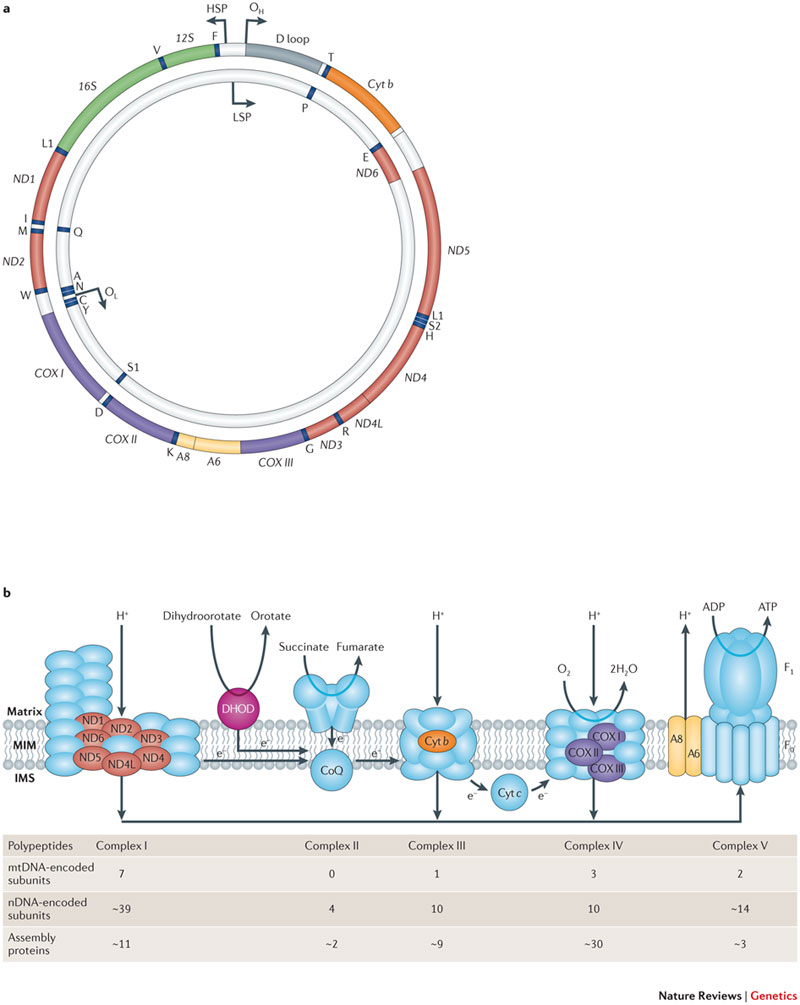 a
HSP
O_H
D loop
T
Cyt b
F
12S
V
16S
LSP
P
E
ND6
L1
ND1
I
M
Q
ND2
W
A
N
O_L
C
Y
ND5
L1
S2
H
ND4
COX I
S1
D
COX II
K
A8
A6
COX III
G
ND3
R
ND4L
b
H⁺
Dihydroorotate
Orotate
Succinate
Fumarate
H⁺
H⁺
H⁺
ADP
ATP
O₂
2H₂O
F₁
DHOD
Matrix
MIM
IMS
ND1
ND2
ND6
ND3
ND5
ND4L
ND4
e⁻
e⁻
e⁻
CoQ
e⁻
Cyt b
e⁻
Cyt c
e⁻
COX I
COX II
COX III
A8
A6
F₀
Polypeptides Complex I Complex II Complex III Complex IV Complex V
mtDNA-encoded
subunits 7 0 1 3 2
nDNA-encoded
subunits ~39 4 10 10 ~14
Assembly
proteins ~11 ~2 ~9 ~30 ~3
Nature Reviews | Genetics